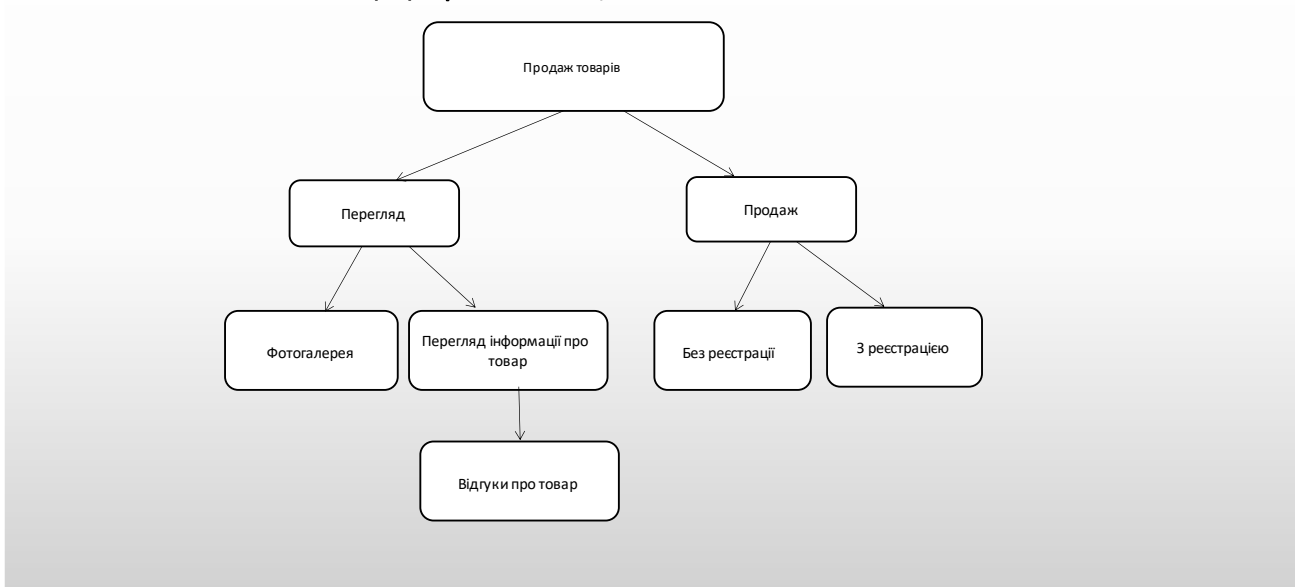 Продаж товарів
Перегляд
Продаж
Фотогалерея
Перегляд інформації про
товар
Без реєстрації
З реєстрацією
Відгуки про товар